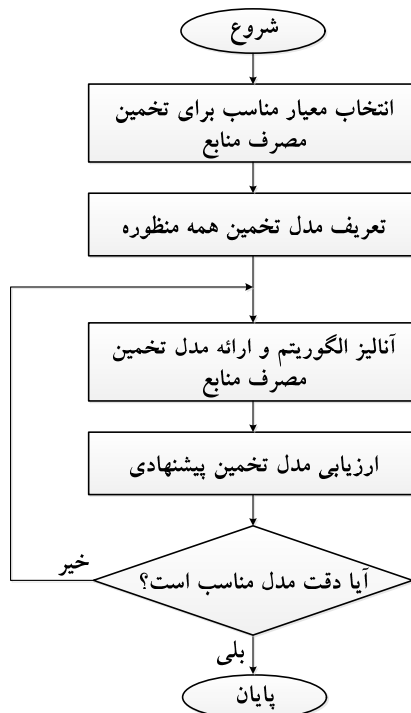 شروع
انتخاب معیار مناسب برای تخمین
مصرف منابع
تعریف مدل تخمین همه منظوره
آنالیز الگوریتم و ارائه مدل تخمین
مصرف منابع
ارزیابی مدل تخمین پیشنهادی
آیا دقت مدل مناسب است؟
خیر
بلی
پایان